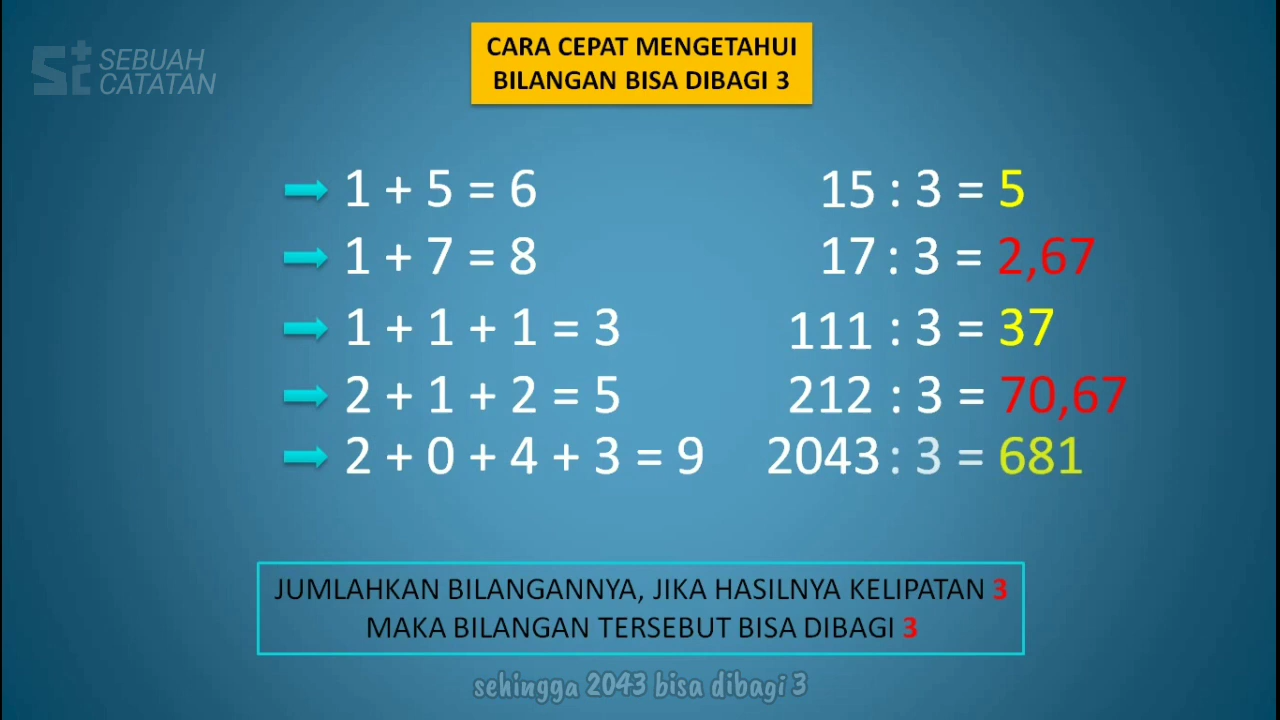 SEBUAH
CATATAN
CARA CEPAT MENGETAHUI
BILANGAN BISA DIBAGI 3
1 + 5 = 6
15 : 3 = 5
1 + 7 = 8
17 : 3 = 2,67
1 + 1 + 1 = 3
111 : 3 = 37
2 + 1 + 2 = 5
212 : 3 = 70,67
2 + 0 + 4 + 3 = 9
2043 : 3 = 681
JUMLAHKAN BILANGANNYA, JIKA HASILNYA KELIPATAN 3
MAKA BILANGAN TERSEBUT BISA DIBAGI 3
sehingga 2043 bisa dibagi 3